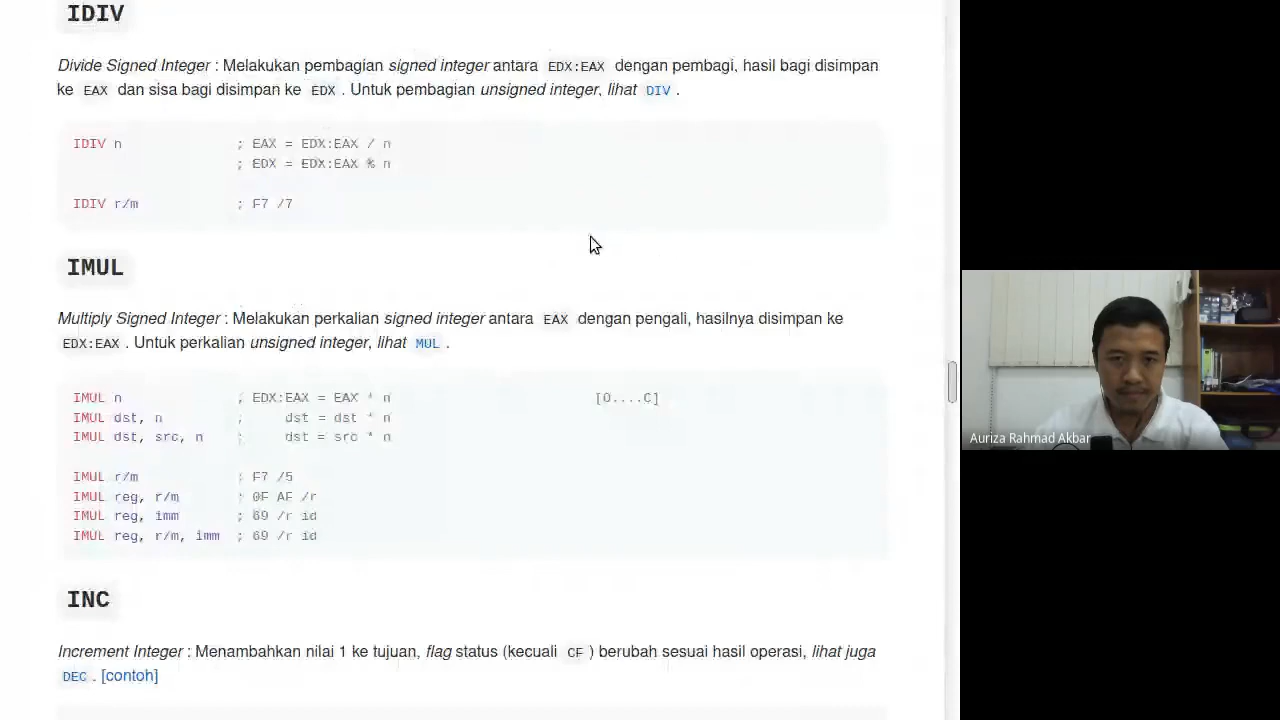 IDIV
Divide Signed Integer : Melakukan pembagian signed integer antara EDX:EAX dengan pembagi, hasil bagi disimpan
ke EAX dan sisa bagi disimpan ke EDX . Untuk pembagian unsigned integer, lihat DIV .
IDIV n ; EAX = EDX:EAX / n
; EDX = EDX:EAX % n
IDIV r/m ; F7 /7
IMUL
Multiply Signed Integer : Melakukan perkalian signed integer antara EAX dengan pengali, hasilnya disimpan ke
EDX:EAX . Untuk perkalian unsigned integer, lihat MUL .
IMUL n ; EDX:EAX = EAX * n [O....C]
IMUL dst, n ; dst = dst * n
IMUL dst, src, n ; dst = src * n
IMUL r/m ; F7 /5
IMUL reg, r/m ; 0F AF /r
IMUL reg, imm ; 69 /r id
IMUL reg, r/m, imm ; 69 /r id
INC
Increment Integer : Menambahkan nilai 1 ke tujuan, flag status (kecuali CF ) berubah sesuai hasil operasi, lihat juga
DEC . [contoh]
Auriza Rahmad Akbar